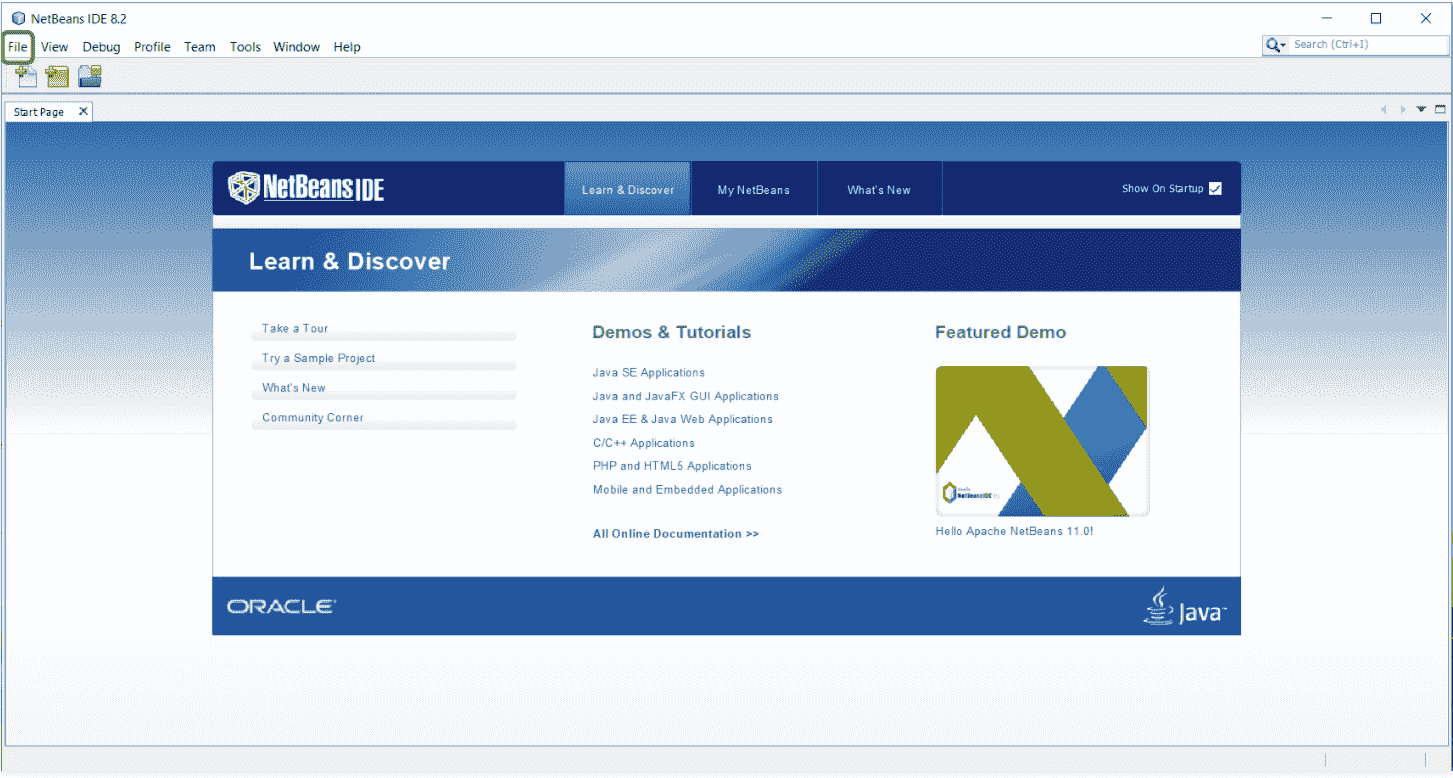 NetBeans IDE 8.2
File View Debug Profile Team Tools Window Help
Search (Ctrl+I)
Start Page
NetBeans IDE
Learn & Discover
My NetBeans
What's New
Show On Startup
Learn & Discover
Take a Tour
Try a Sample Project
What's New
Community Corner
Demos & Tutorials
Java SE Applications
Java and JavaFX GUI Applications
Java EE & Java Web Applications
C/C++ Applications
PHP and HTML5 Applications
Mobile and Embedded Applications
All Online Documentation >>
Featured Demo
NetBeans IDE
Hello Apache NetBeans 11.0!
ORACLE
Java